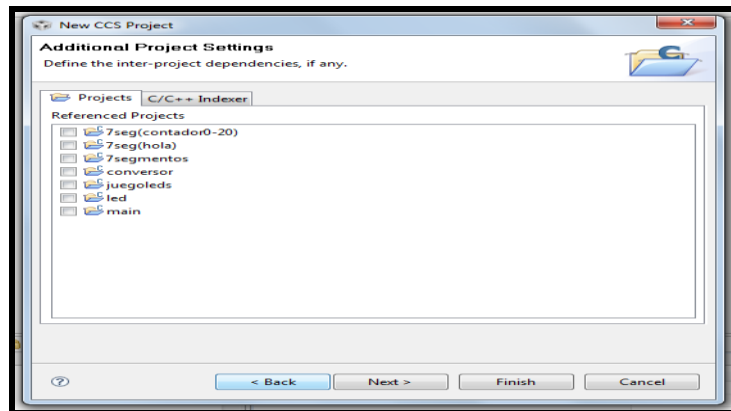 New CCS Project
Additional Project Settings
Define the inter-project dependencies, if any.
Projects C/C++ Indexer
Referenced Projects
7seg(contador0-20)
7seg(hola)
7segmentos
conversor
juegoleds
led
main
< Back Next > Finish Cancel